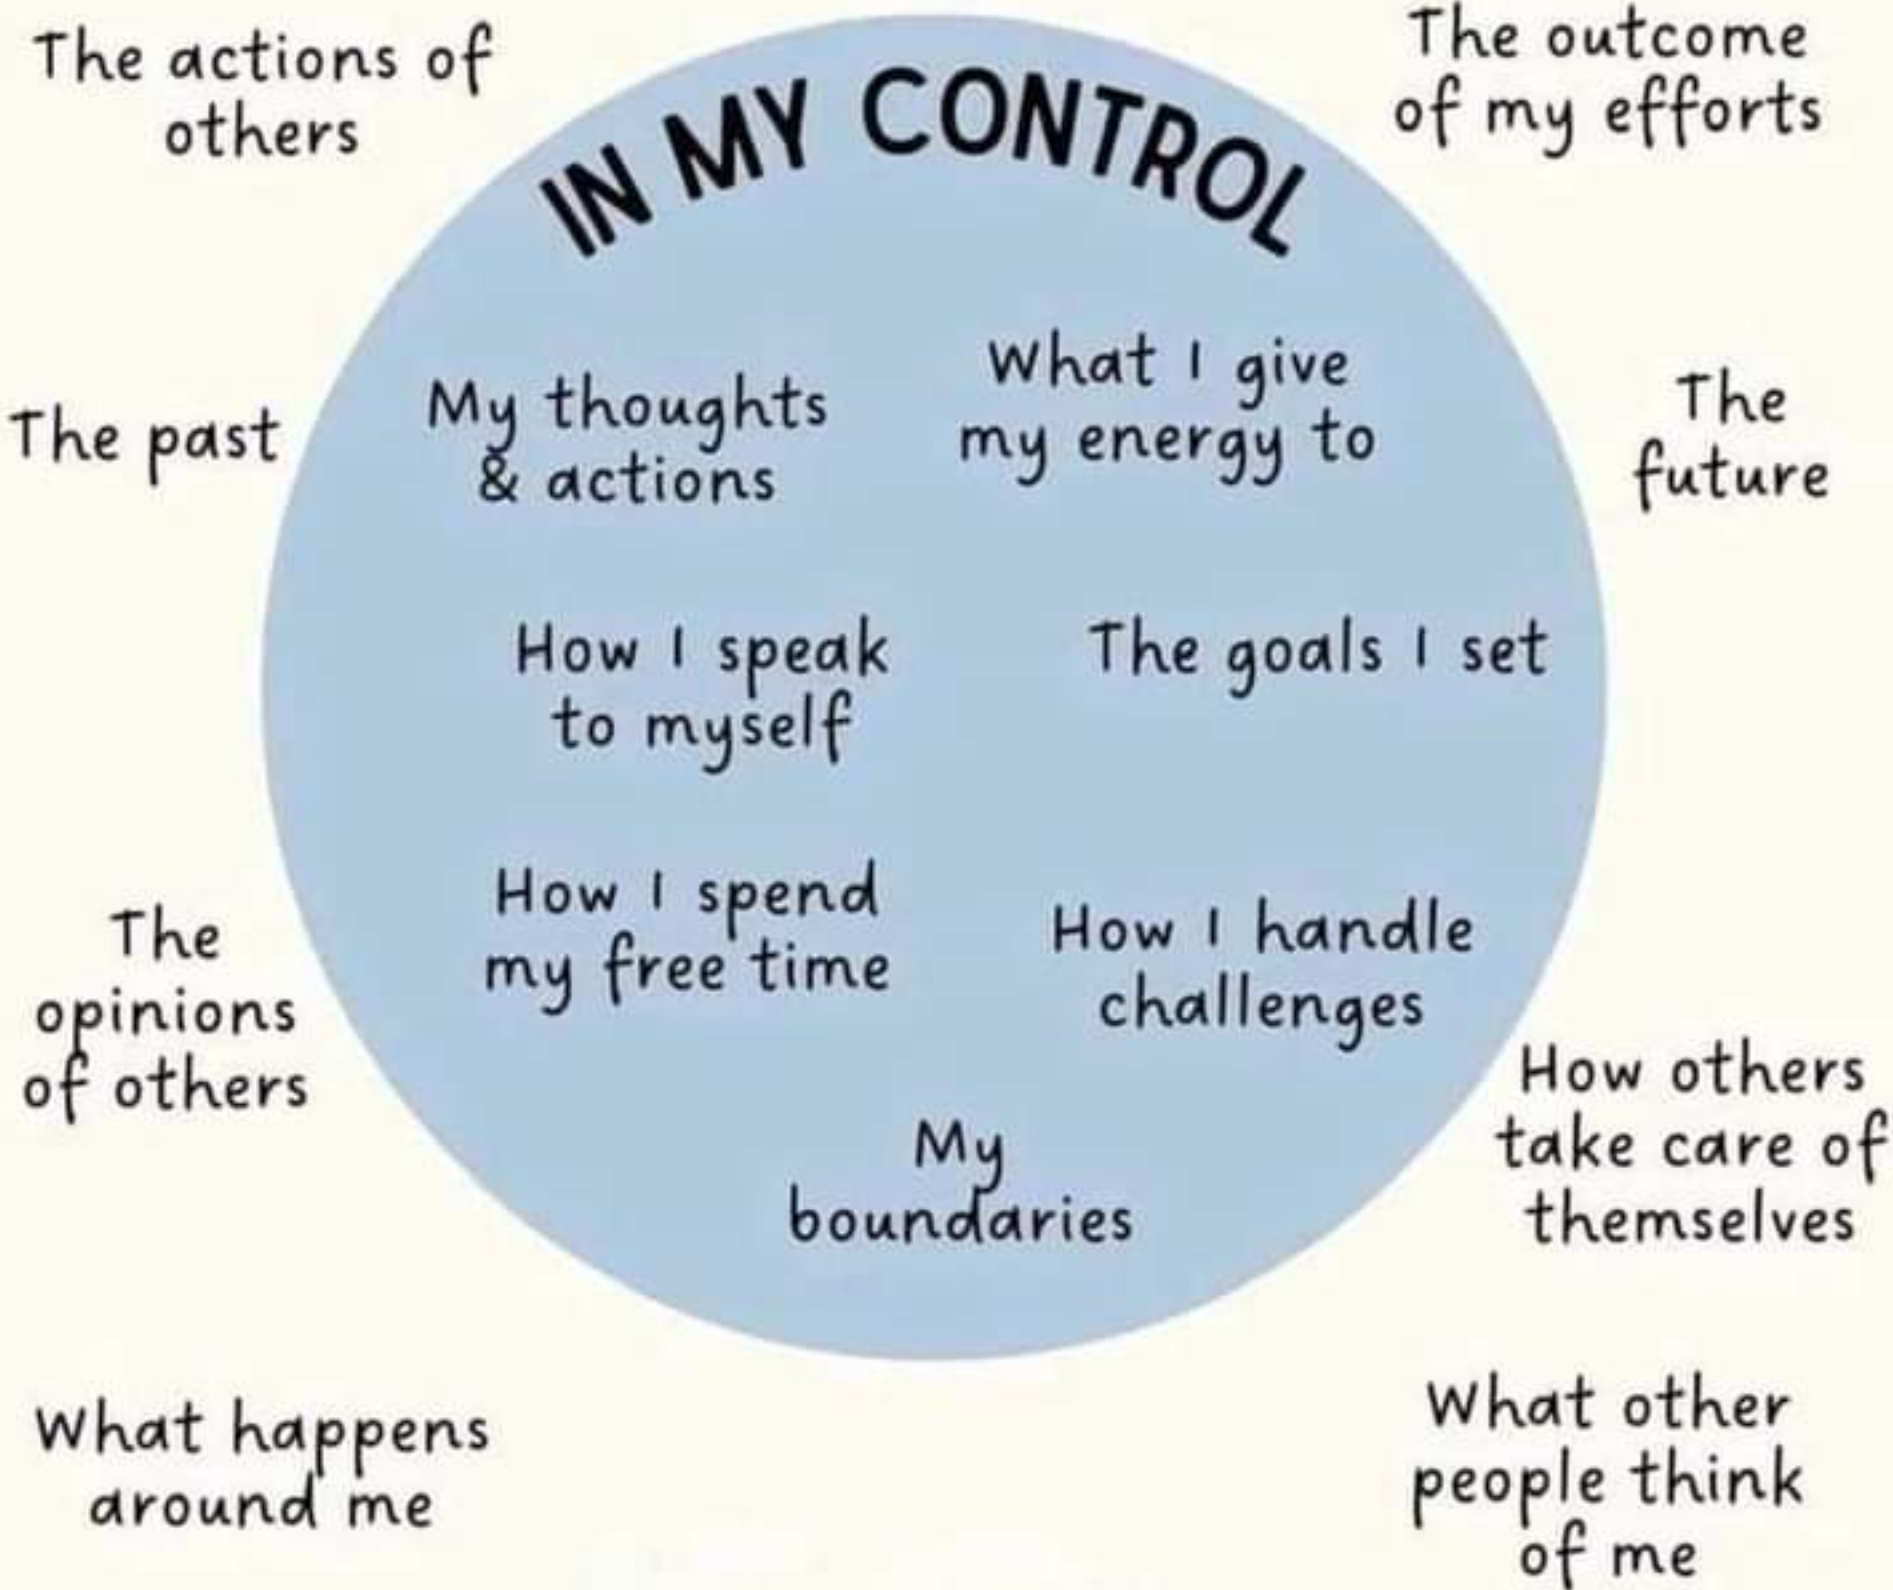 The actions of
others
The outcome
of my efforts
IN MY CONTROL
The past
My thoughts
& actions
What I give
my energy to
The
future
How I speak
to myself
The goals I set
The
opinions
of others
How I spend
my free time
How I handle
challenges
How others
take care of
themselves
My
boundaries
What happens
around me
What other
people think
of me